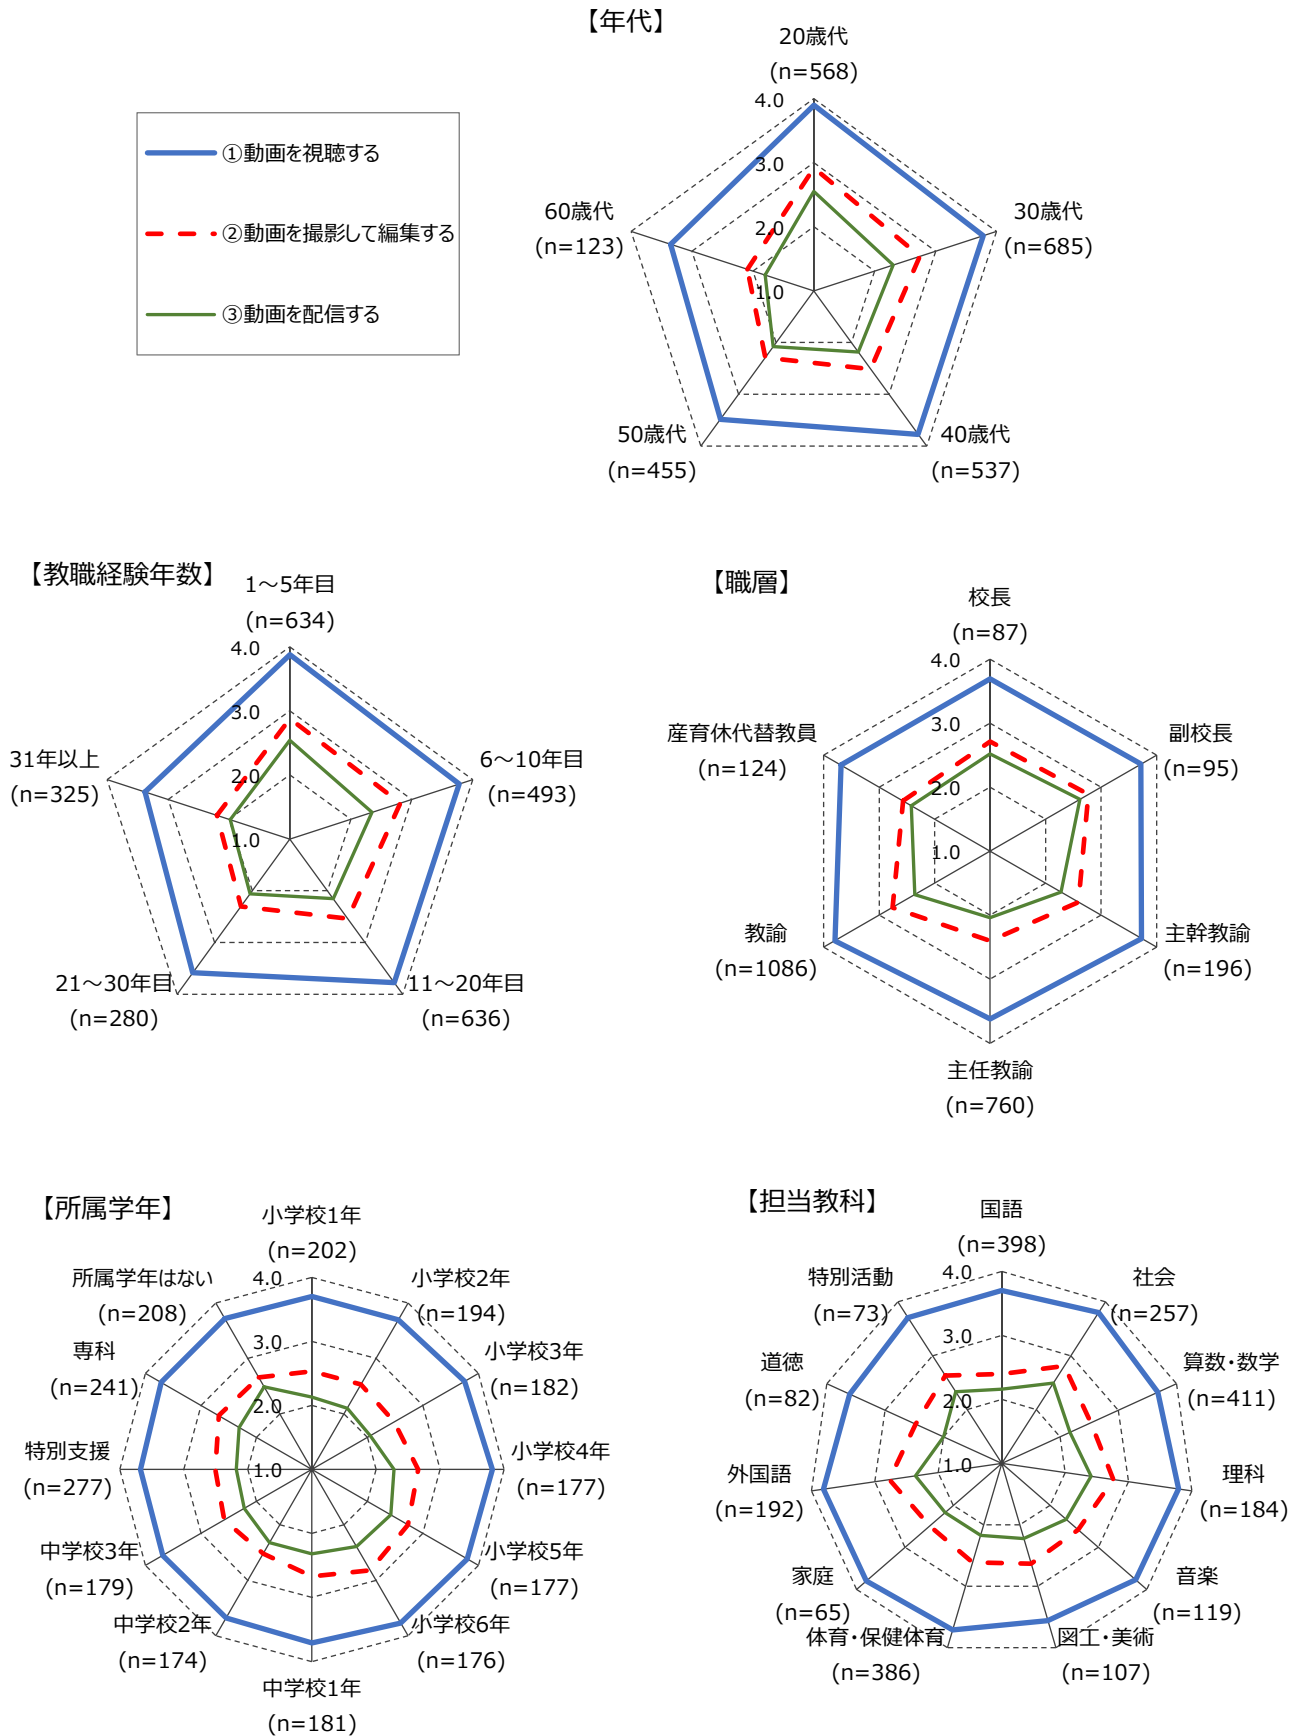 【年代】
①動画を視聴する
②動画を撮影して編集する
③動画を配信する
20歳代
(n=568)
4.0
3.0
2.0
1.0
30歳代
(n=685)
40歳代
(n=537)
50歳代
(n=455)
60歳代
(n=123)
【教職経験年数】
1～5年目
(n=634)
4.0
3.0
2.0
1.0
6～10年目
(n=493)
11～20年目
(n=636)
21～30年目
(n=280)
31年以上
(n=325)
【職層】
校長
(n=87)
4.0
3.0
2.0
1.0
副校長
(n=95)
主幹教諭
(n=196)
主任教諭
(n=760)
教諭
(n=1086)
産育休代替教員
(n=124)
【所属学年】
小学校1年
(n=202)
4.0
3.0
2.0
1.0
小学校2年
(n=194)
小学校3年
(n=182)
小学校4年
(n=177)
小学校5年
(n=177)
小学校6年
(n=176)
中学校1年
(n=181)
中学校2年
(n=174)
中学校3年
(n=179)
特別支援
(n=277)
専科
(n=241)
所属学年はない
(n=208)
【担当教科】
国語
(n=398)
4.0
3.0
2.0
1.0
社会
(n=257)
算数・数学
(n=411)
理科
(n=184)
音楽
(n=119)
図工・美術
(n=107)
体育・保健体育
(n=386)
家庭
(n=65)
外国語
(n=192)
道徳
(n=82)
特別活動
(n=73)